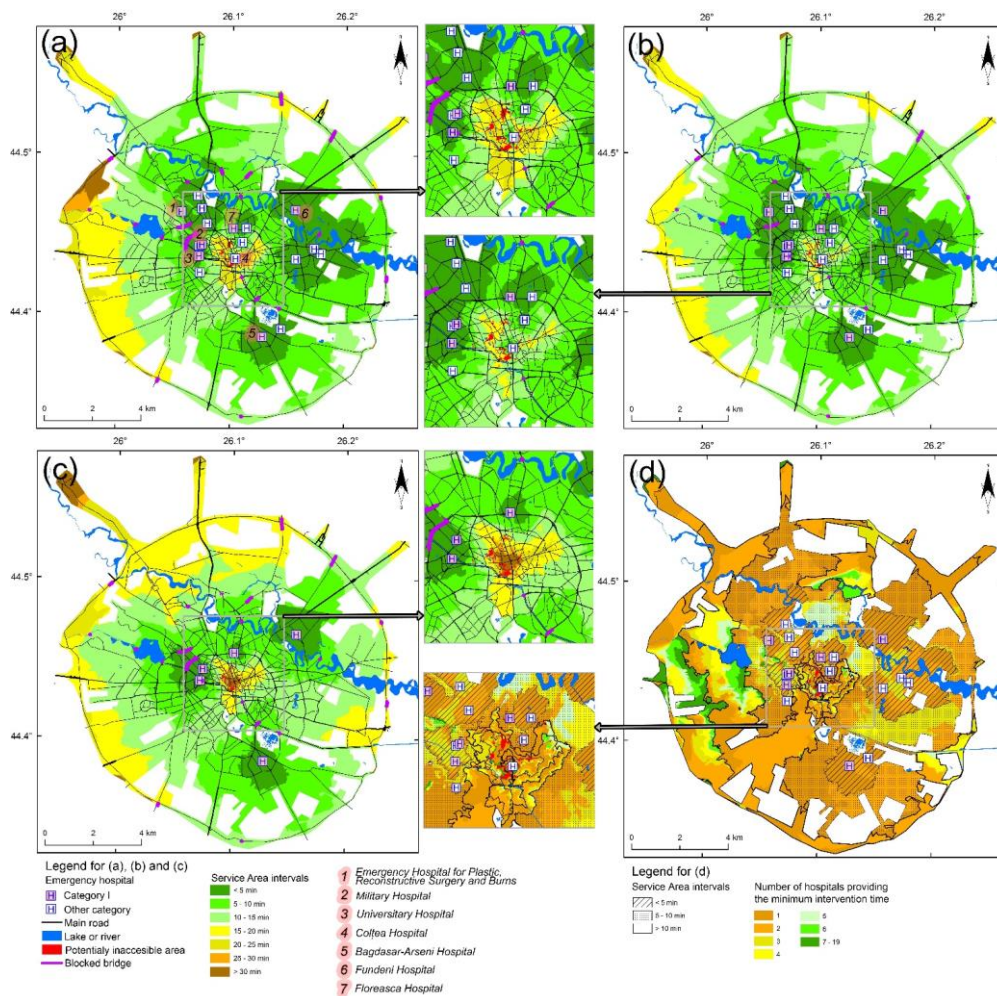 (a)
26°
26.1°
26.2°
44.5°
44.4°
0 2 4 km
1
2
3
4
5
6
7
(b)
26°
26.1°
26.2°
0 2 4 km
(c)
26°
26.1°
26.2°
44.5°
44.4°
0 2 4 km
(d)
26°
26.1°
26.2°
44.5°
44.4°
0 2 4 km
Legend for (a), (b) and (c)
Emergency hospital
H Category I
H Other category
Main road
Lake or river
Potentialy inaccesible area
Blocked bridge
Service Area intervals
< 5 min
5 - 10 min
10 - 15 min
15 - 20 min
20 - 25 min
25 - 30 min
> 30 min
1 Emergency Hospital for Plastic,
Reconstructive Surgery and Burns
2 Military Hospital
3 Universitary Hospital
4 Colțea Hospital
5 Bagdasar-Arseni Hospital
6 Fundeni Hospital
7 Floreasca Hospital
Legend for (d)
Service Area intervals
< 5 min
5 - 10 min
> 10 min
Number of hospitals providing
the minimum intervention time
1
2
3
4
6
7 - 19